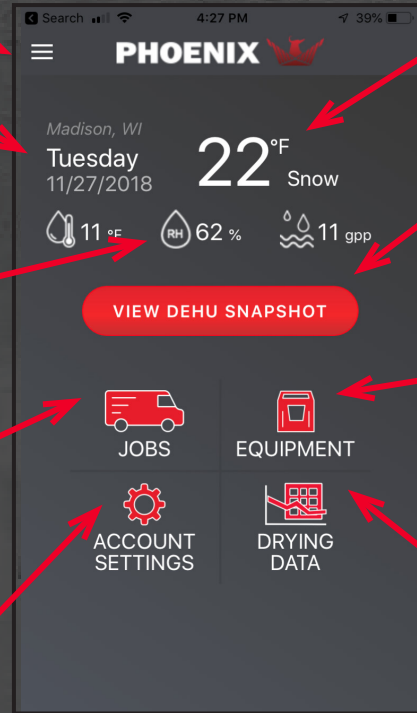 Search 4:27 PM 39%
PHOENIX
Madison, WI
Tuesday
11/27/2018
22 °F
Snow
11 °F RH 62 % 11 gpp
VIEW DEHU SNAPSHOT
JOBS EQUIPMENT
ACCOUNT
SETTINGS
DRYING
DATA